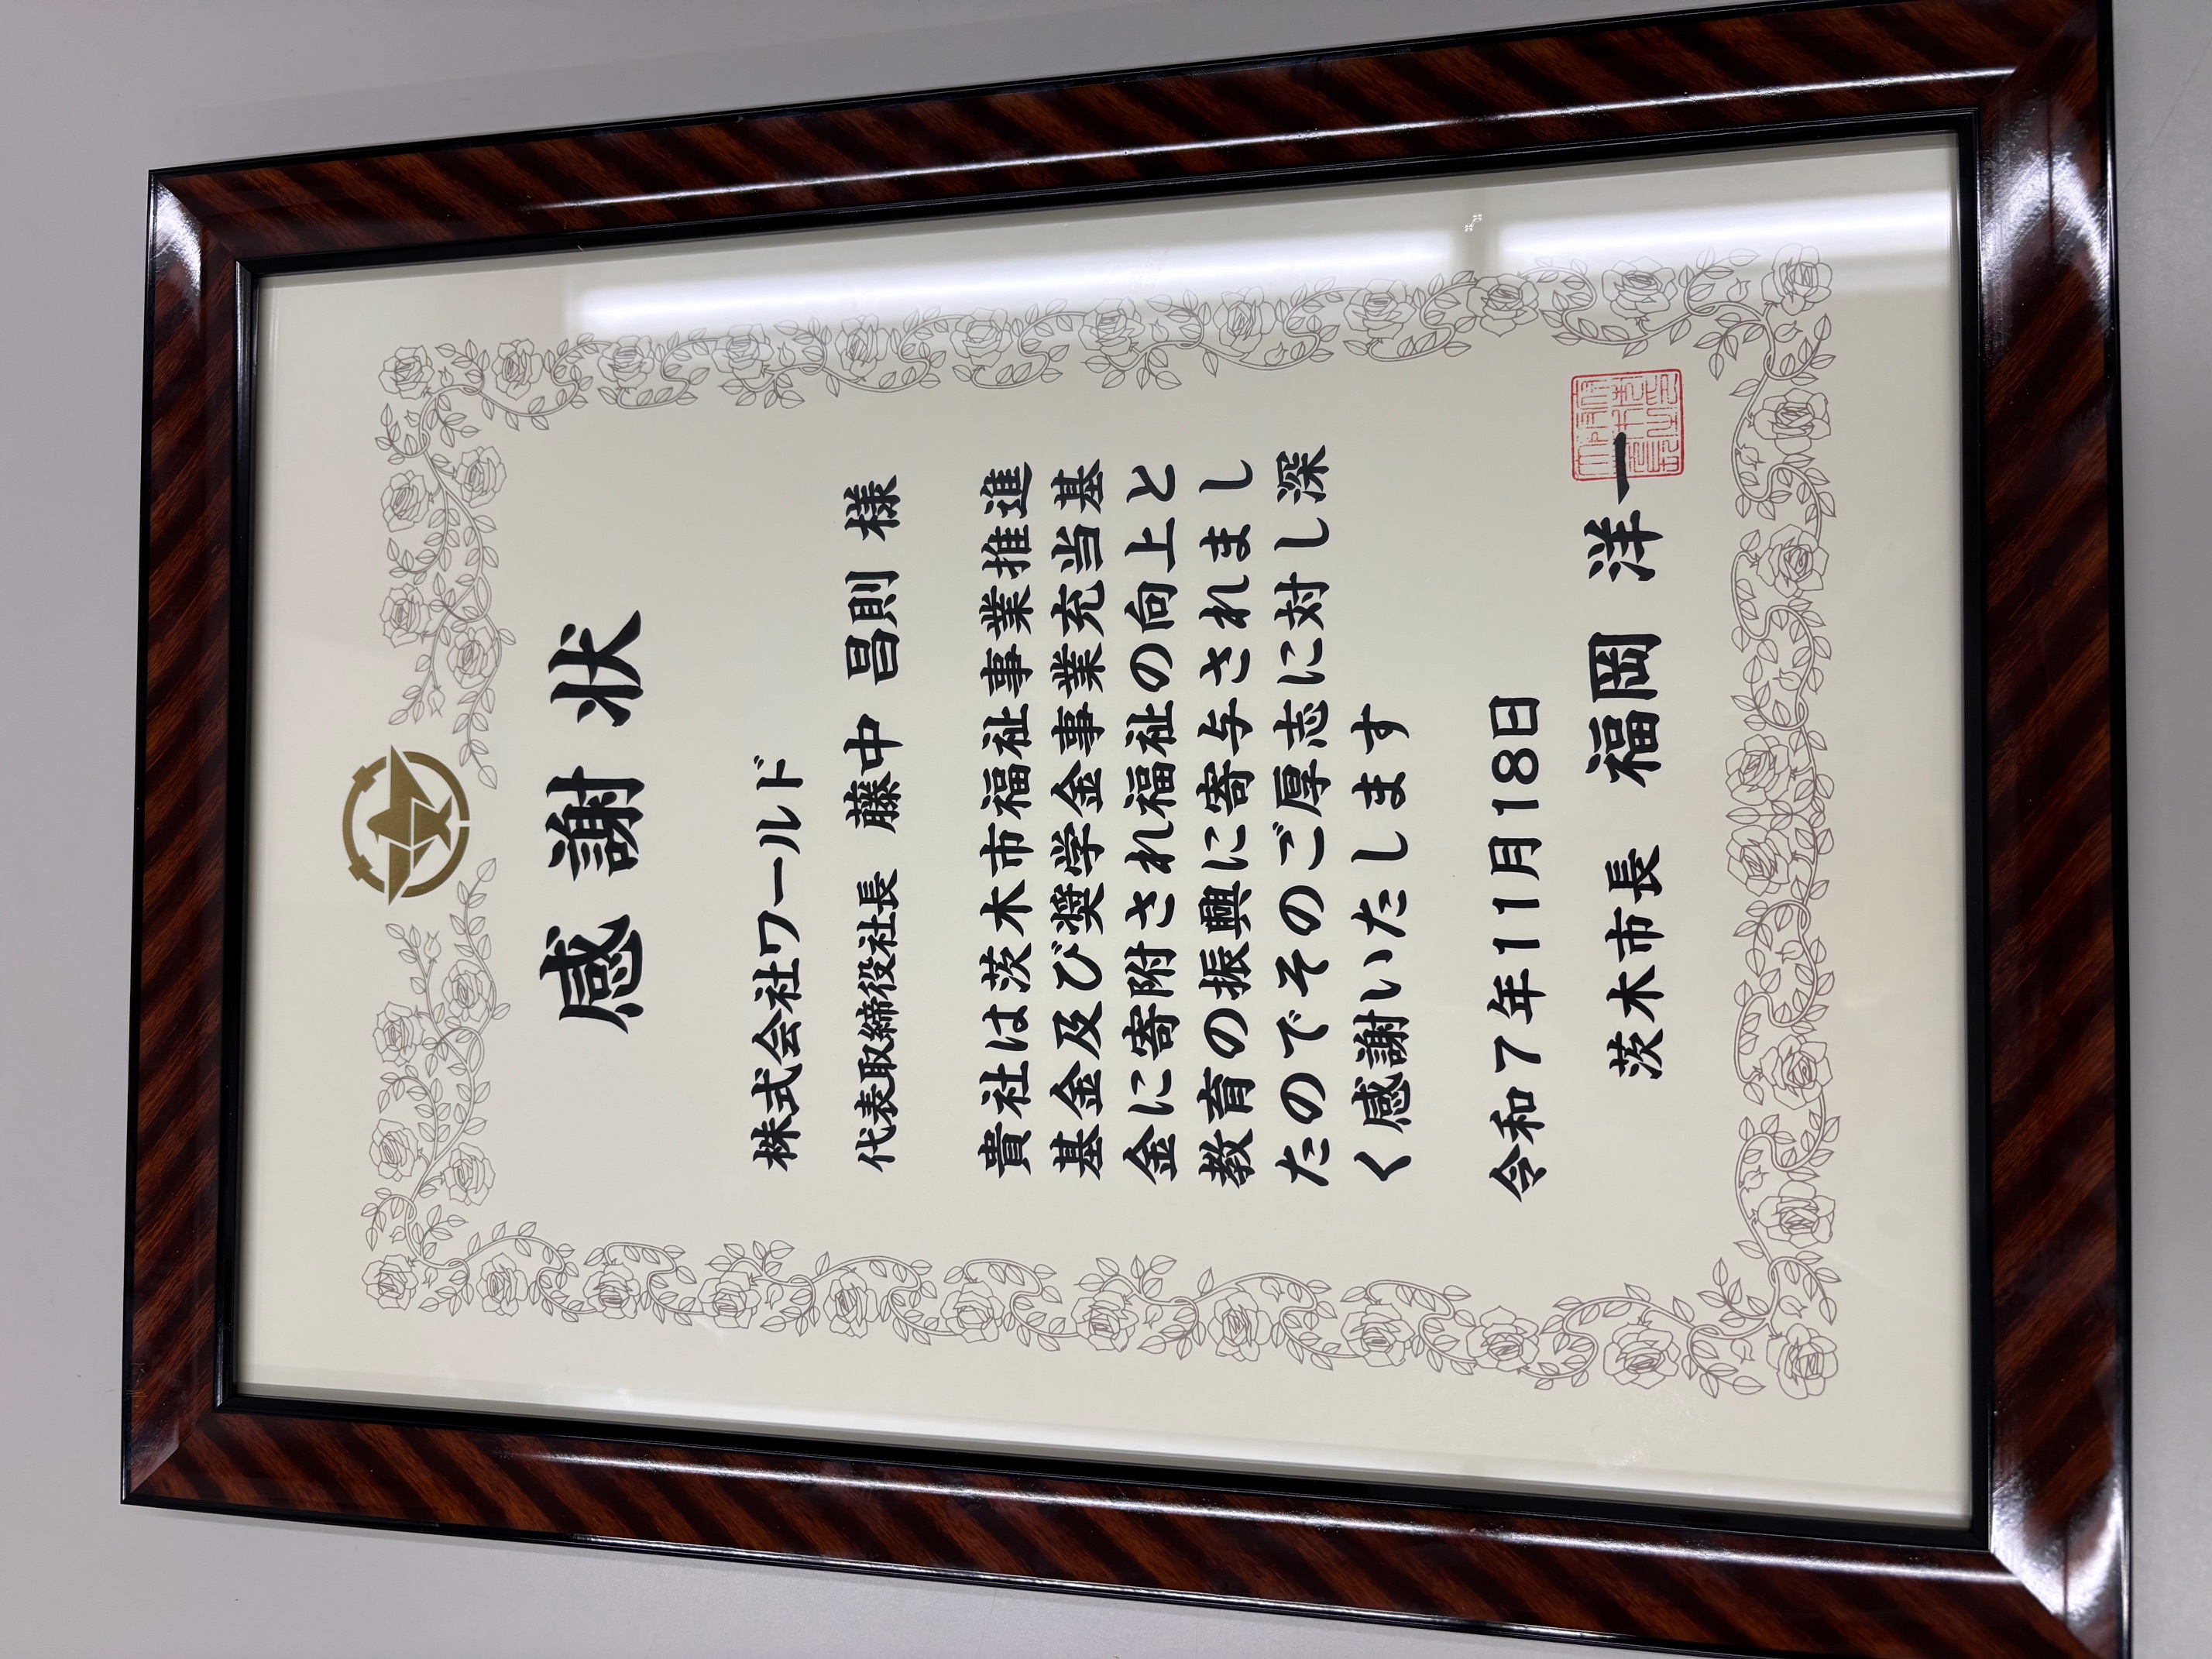 感謝状
株式会社ワールド
代表取締役社長 藤中 昌則 様
貴社は茨木市福祉事業推進
基金及び奨学金事業充当基
金に寄附され福祉の向上と
教育の振興に寄与されまし
たのでそのご厚志に対し深
く感謝いたします
令和7年11月18日
茨木市長 福岡 洋一